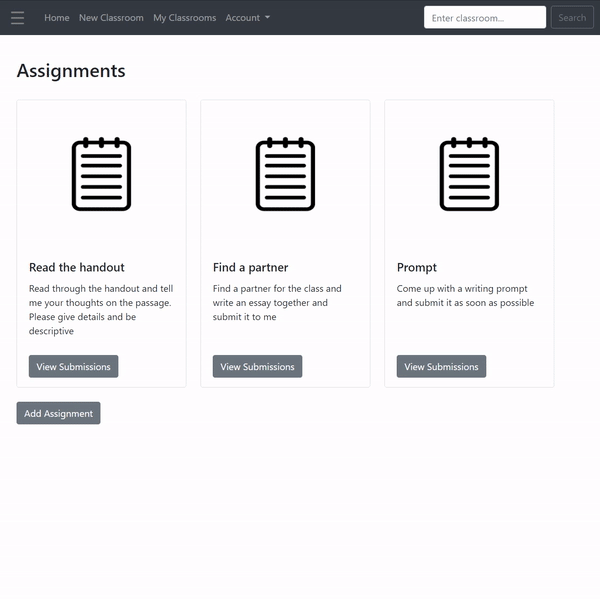 Home New Classroom My Classrooms Account Enter classroom... Search
Assignments
Read the handout
Read through the handout and tell
me your thoughts on the passage.
Please give details and be
descriptive
View Submissions
Find a partner
Find a partner for the class and
write an essay together and
submit it to me
View Submissions
Prompt
Come up with a writing prompt
and submit it as soon as possible
View Submissions
Add Assignment